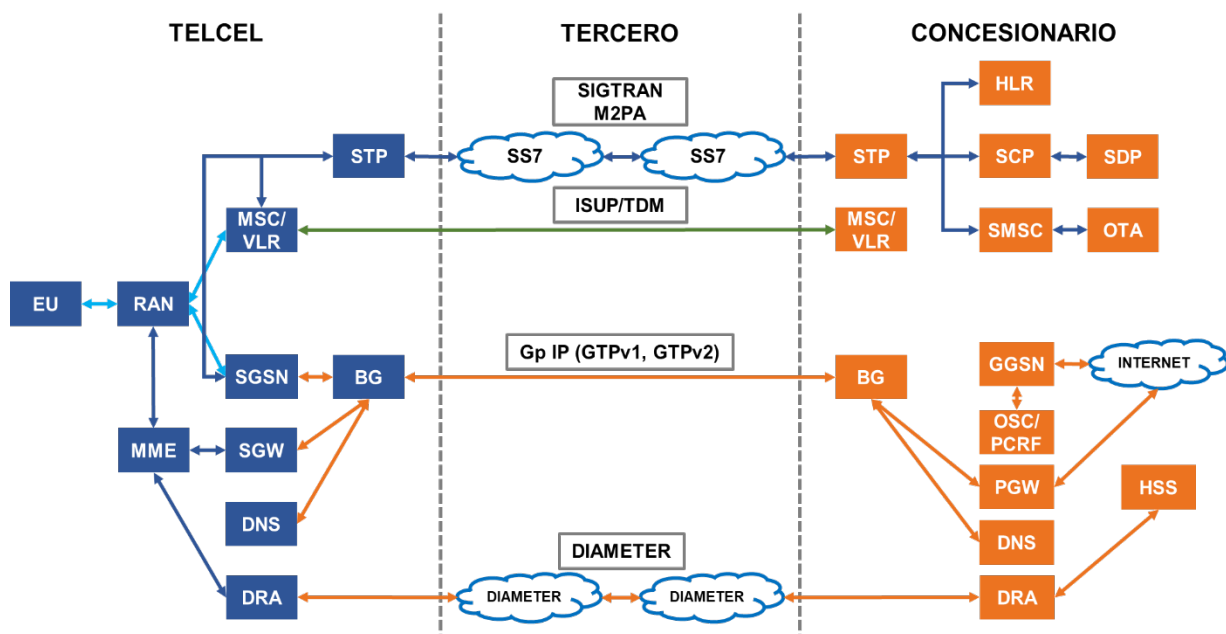 TELCEL
TERCERO
CONCESIONARIO
SIGTRAN
M2PA
HLR
STP
SS7
SS7
STP
SCP
SDP
ISUP/TDM
MSC/
VLR
MSC/
VLR
SMSC
OTA
EU
RAN
Gp IP (GTPv1, GTPv2)
SGSN
BG
BG
GGSN
INTERNET
OSC/
PCRF
MME
SGW
PGW
HSS
DNS
DNS
DIAMETER
DRA
DIAMETER
DIAMETER
DRA